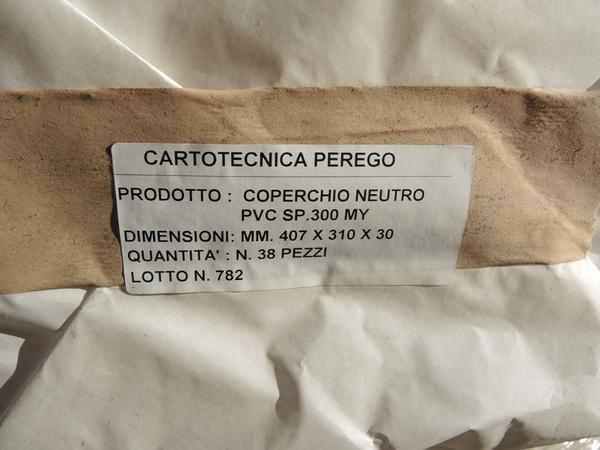 CARTOTECNICA PEREGO
PRODOTTO : COPERCHIO NEUTRO
PVC SP.300 MY
DIMENSIONI: MM. 407 X 310 X 30
QUANTITA' : N. 38 PEZZI
LOTTO N. 782